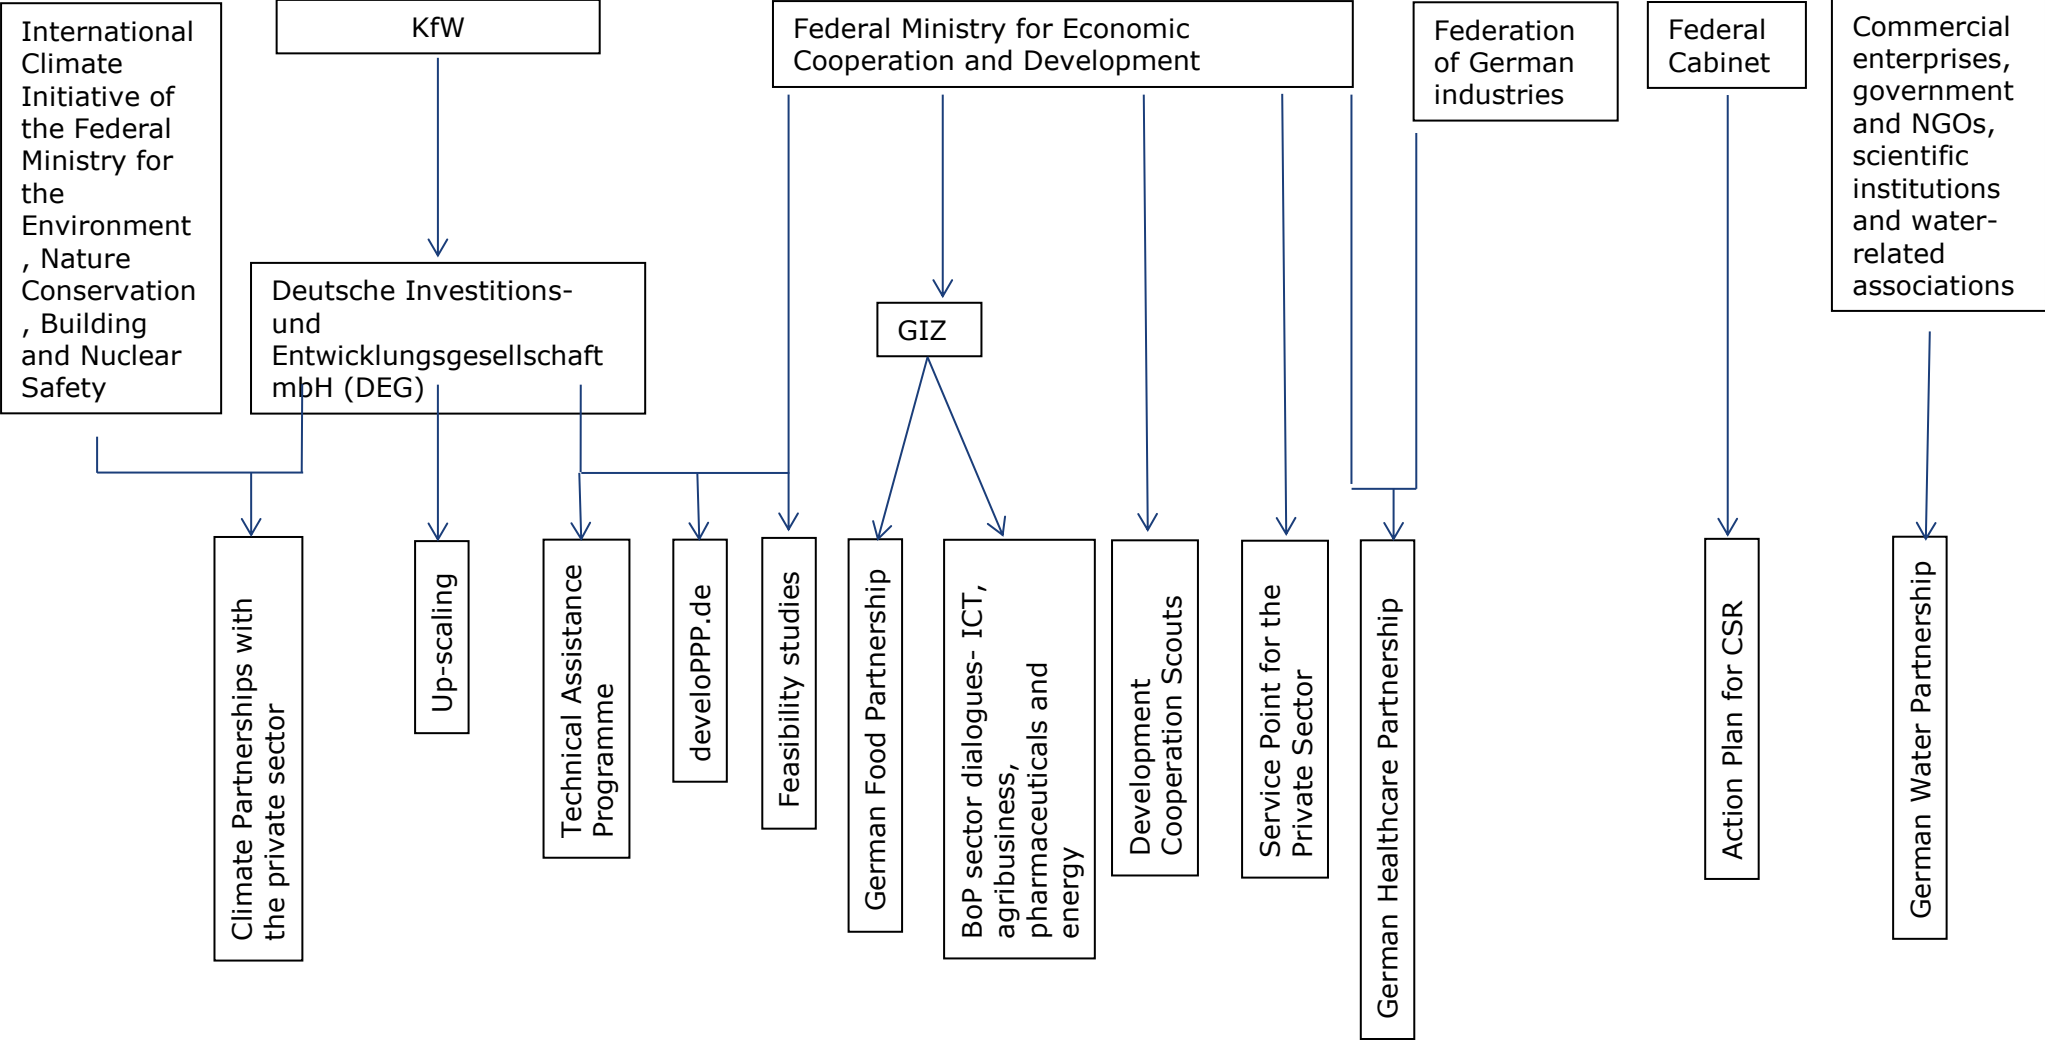 International
Climate
Initiative of
the Federal
Ministry for
the
Environment
, Nature
Conservation
, Building
and Nuclear
Safety
KfW
Federal Ministry for Economic
Cooperation and Development
Federation
of German
industries
Federal
Cabinet
Commercial
enterprises,
government
and NGOs,
scientific
institutions
and water-
related
associations
Deutsche Investitions-
und
Entwicklungsgesellschaft
mbH (DEG)
GIZ
Climate Partnerships with
the private sector
Up-scaling
Technical Assistance
Programme
develoPPP.de
Feasibility studies
German Food Partnership
BoP sector dialogues- ICT,
agribusiness,
pharmaceuticals and
energy
Development
Cooperation Scouts
Service Point for the
Private Sector
German Healthcare Partnership
Action Plan for CSR
German Water Partnership